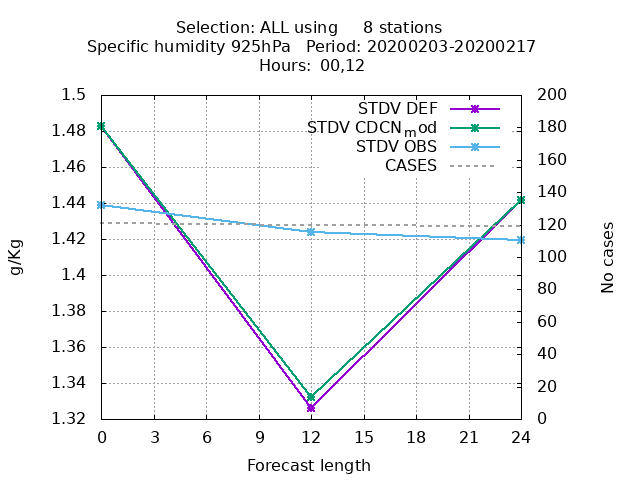 Selection: ALL using     8 stations
Specific humidity 925hPa   Period: 20200203-20200217
Hours:  00,12
1.5
1.48
1.46
1.44
1.42
1.4
1.38
1.36
1.34
1.32
g/Kg
STDV DEF
STDV CDCNmod
STDV OBS
CASES
200
180
160
140
120
100
80
60
40
20
0
No cases
0 3 6 9 12 15 18 21 24
Forecast length